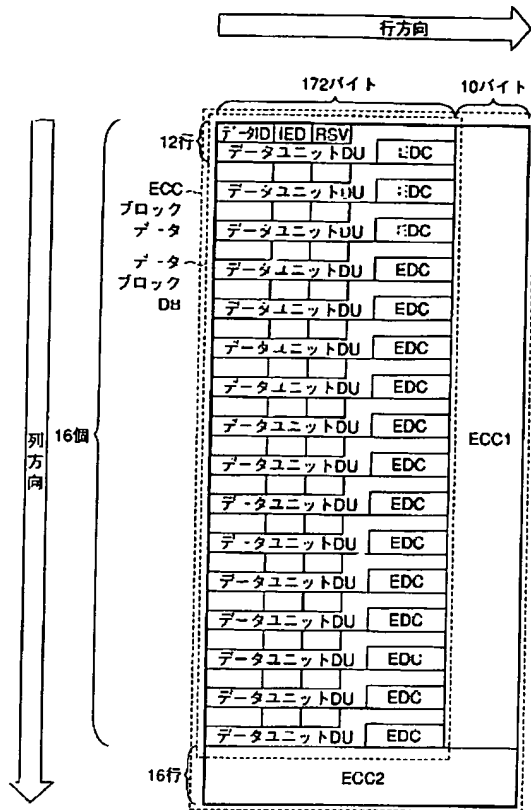 行方向
172バイト
10バイト
12行
データID IED RSV
データユニットDU EDC
ECC
ブロック
データ
データユニットDU EDC
データユニットDU EDC
データ
ブロック
DB
データユニットDU EDC
データユニットDU EDC
データユニットDU EDC
データユニットDU EDC
16個
列方向
データユニットDU EDC
ECC1
データユニットDU EDC
データユニットDU EDC
データユニットDU EDC
データユニットDU EDC
データユニットDU EDC
データユニットDU EDC
データユニットDU EDC
データユニットDU EDC
16行
ECC2